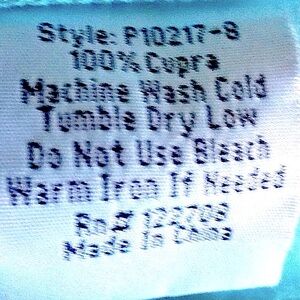 Style: P10217-S
100% Cupra
Machine Wash Cold
Tumble Dry Low
Do Not Use Bleach
Warm Iron If Needed
Rn# 122708
Made In China